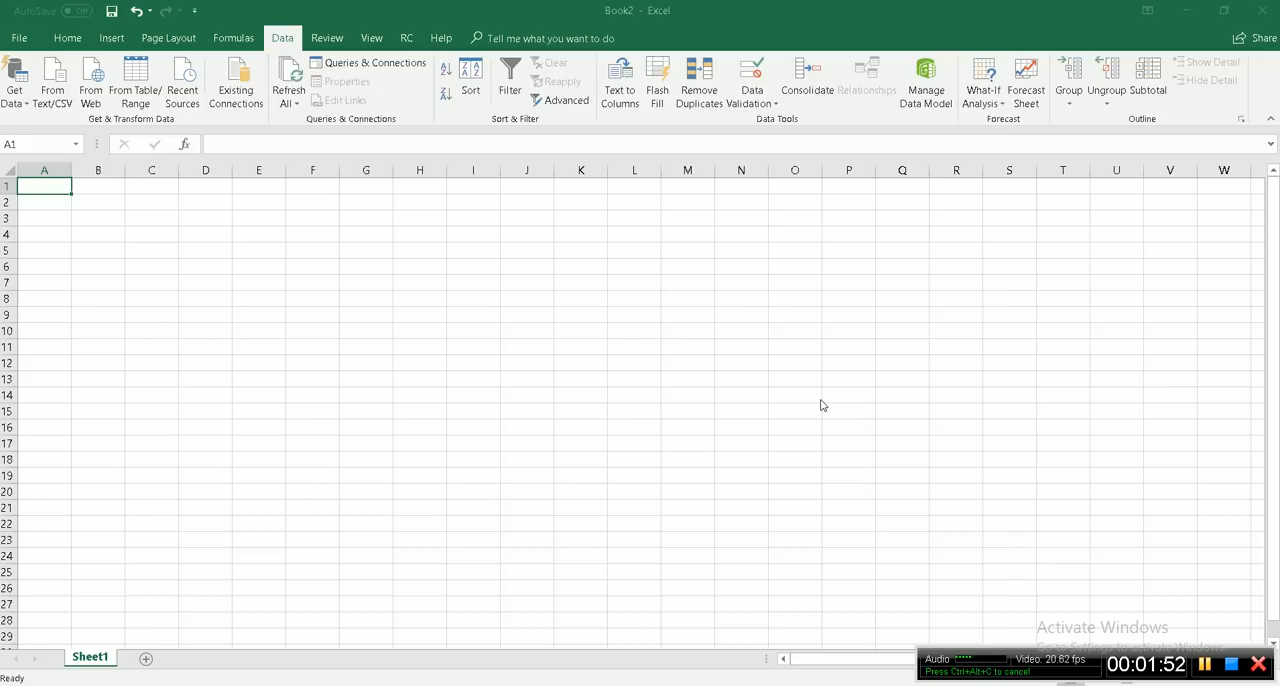 AutoSave Off Book2 - Excel
File Home Insert Page Layout Formulas Data Review View RC Help Tell me what you want to do Share
Get Data From Text/CSV From Web From Table/ Range Recent Sources Existing Connections Refresh All Queries & Connections Properties Edit Links Sort Filter Clear Reapply Advanced Text to Columns Flash Fill Remove Duplicates Data Validation Consolidate Relationships Manage Data Model What-If Analysis Forecast Sheet Group Ungroup Subtotal Show Detail Hide Detail
Get & Transform Data Queries & Connections Sort & Filter Data Tools Forecast Outline
A1 fx
A B C D E F G H I J K L M N O P Q R S T U V W
1
2
3
4
5
6
7
8
9
10
11
12
13
14
15
16
17
18
19
20
21
22
23
24
25
26
27
28
29
Activate Windows
Go to Settings to activate Windows.
Sheet1
Audio Video: 20.62 fps 00:01:52
Press Ctrl+Alt+C to cancel
Ready